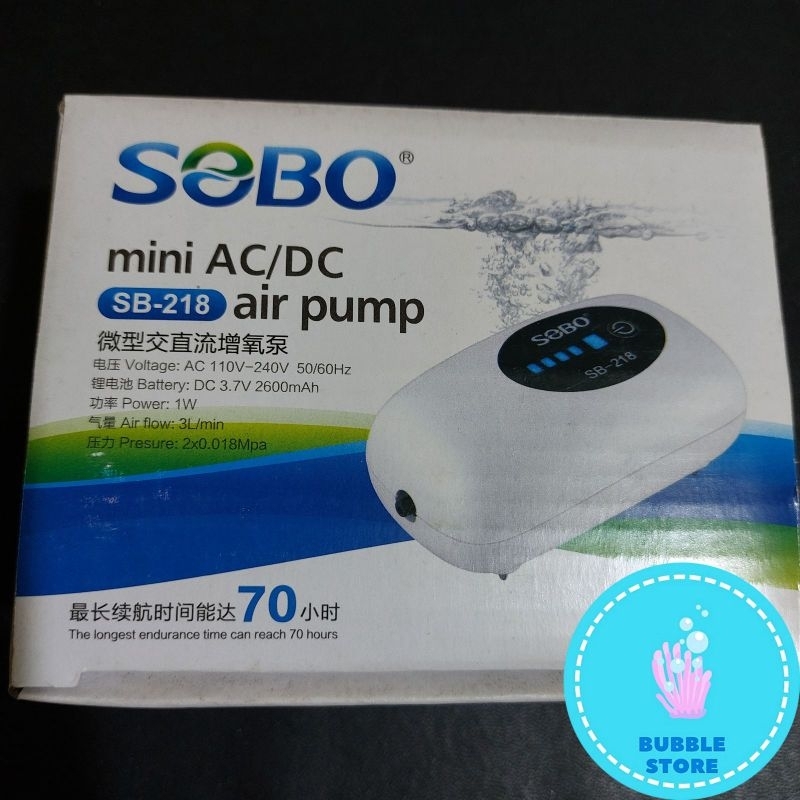 SOBO®
mini AC/DC
SB-218 air pump
微型交直流增氧泵
电压 Voltage: AC 110V-240V 50/60Hz
锂电池 Battery: DC 3.7V 2600mAh
功率 Power: 1W
气量 Air flow: 3L/min
压力 Presure: 2x0.018Mpa
SOBO
SB-218
最长续航时间能达70小时
The longest endurance time can reach 70 hours
BUBBLE
STORE